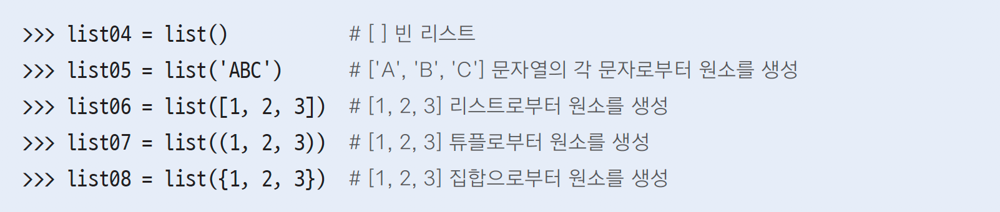 >>> list04 = list() # [ ] 빈 리스트
>>> list05 = list('ABC') # ['A', 'B', 'C'] 문자열의 각 문자로부터 원소를 생성
>>> list06 = list([1, 2, 3]) # [1, 2, 3] 리스트로부터 원소를 생성
>>> list07 = list((1, 2, 3)) # [1, 2, 3] 튜플로부터 원소를 생성
>>> list08 = list({1, 2, 3}) # [1, 2, 3] 집합으로부터 원소를 생성